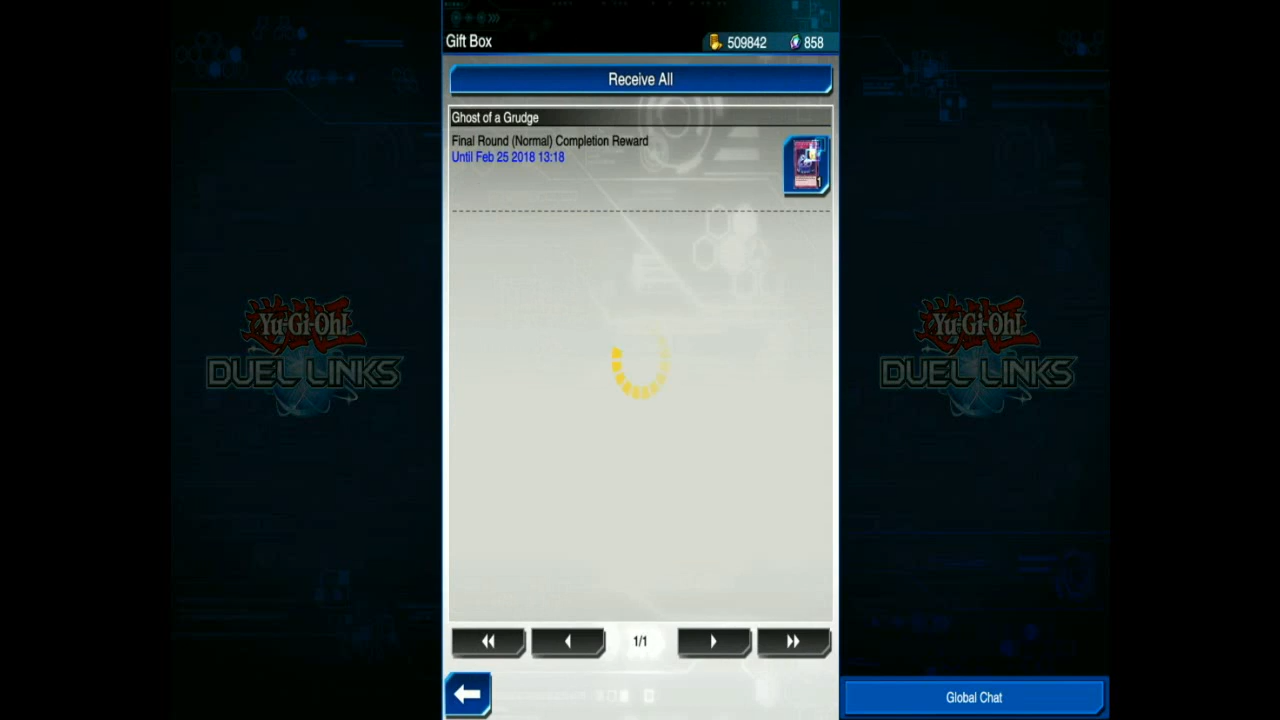 Gift Box
509842
858
Receive All
Ghost of a Grudge
Final Round (Normal) Completion Reward
Until Feb 25 2018 13:18
1
1/1
Global Chat
Yu-Gi-Oh!
DUEL LINKS
Yu-Gi-Oh!
DUEL LINKS